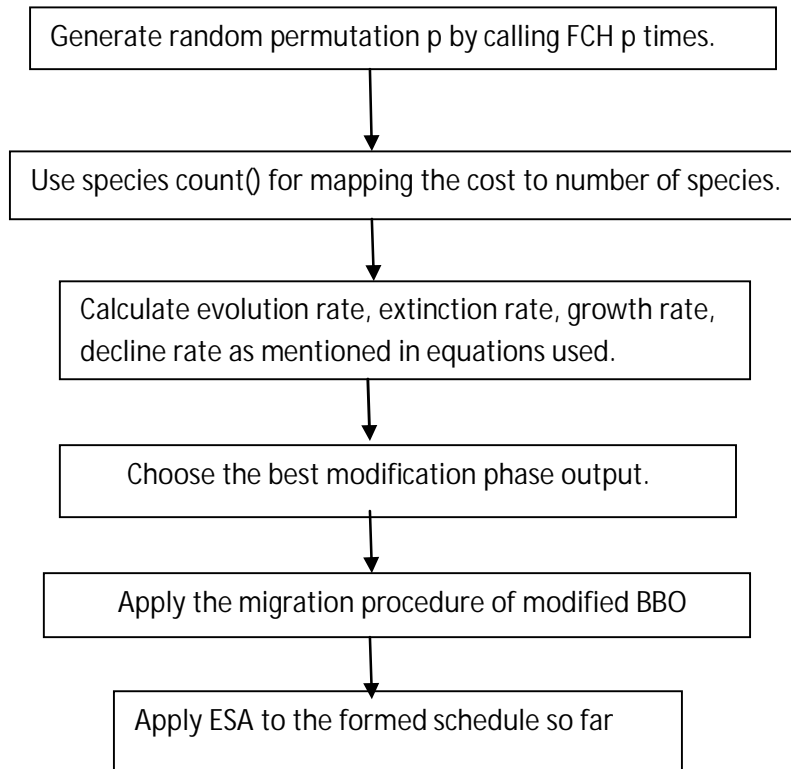 Generate random permutation p by calling FCH p times.
Use species count() for mapping the cost to number of species.
Calculate evolution rate, extinction rate, growth rate,
decline rate as mentioned in equations used.
Choose the best modification phase output.
Apply the migration procedure of modified BBO
Apply ESA to the formed schedule so far